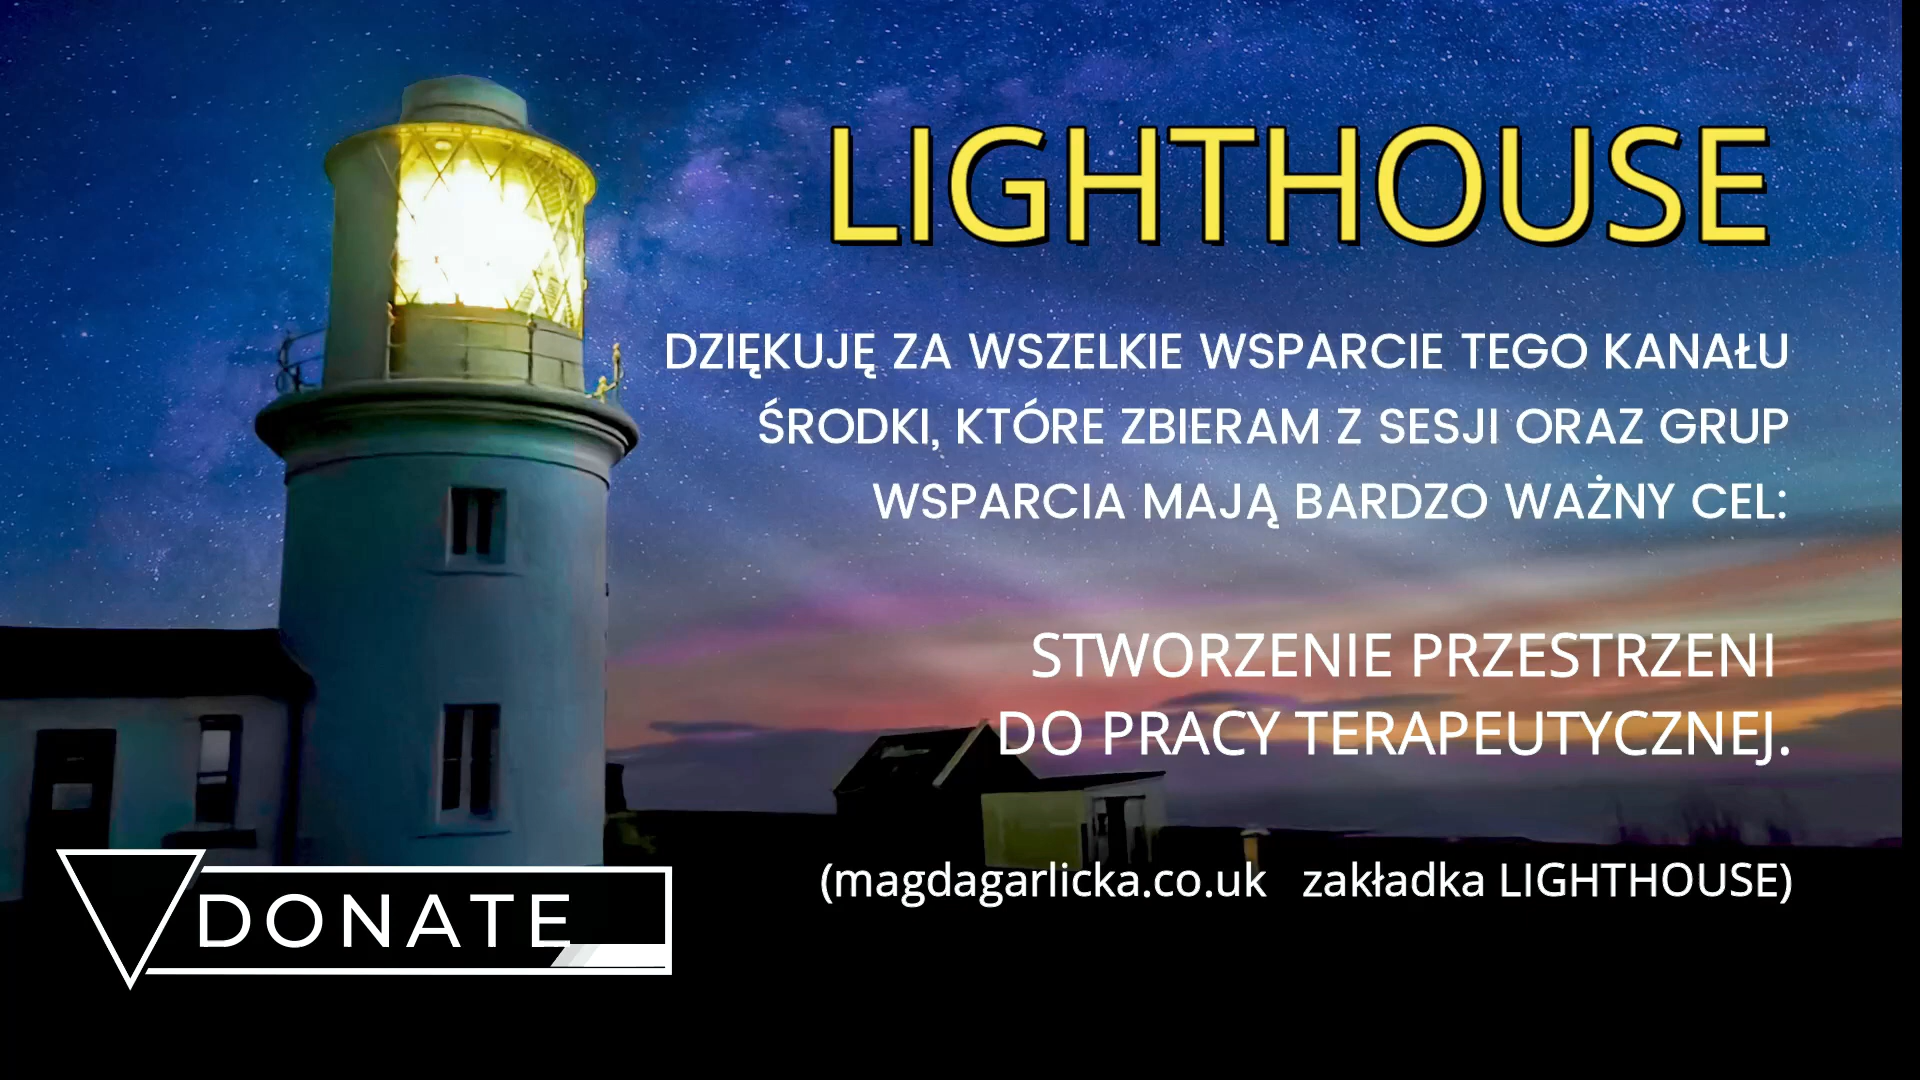 LIGHTHOUSE
DZIĘKUJĘ ZA WSZELKIE WSPARCIE TEGO KANAŁU
ŚRODKI, KTÓRE ZBIERAM Z SESJI ORAZ GRUP
WSPARCIA MAJĄ BARDZO WAŻNY CEL:
STWORZENIE PRZESTRZENI
DO PRACY TERAPEUTYCZNEJ.
(magdagarlicka.co.uk zakładka LIGHTHOUSE)
DONATE